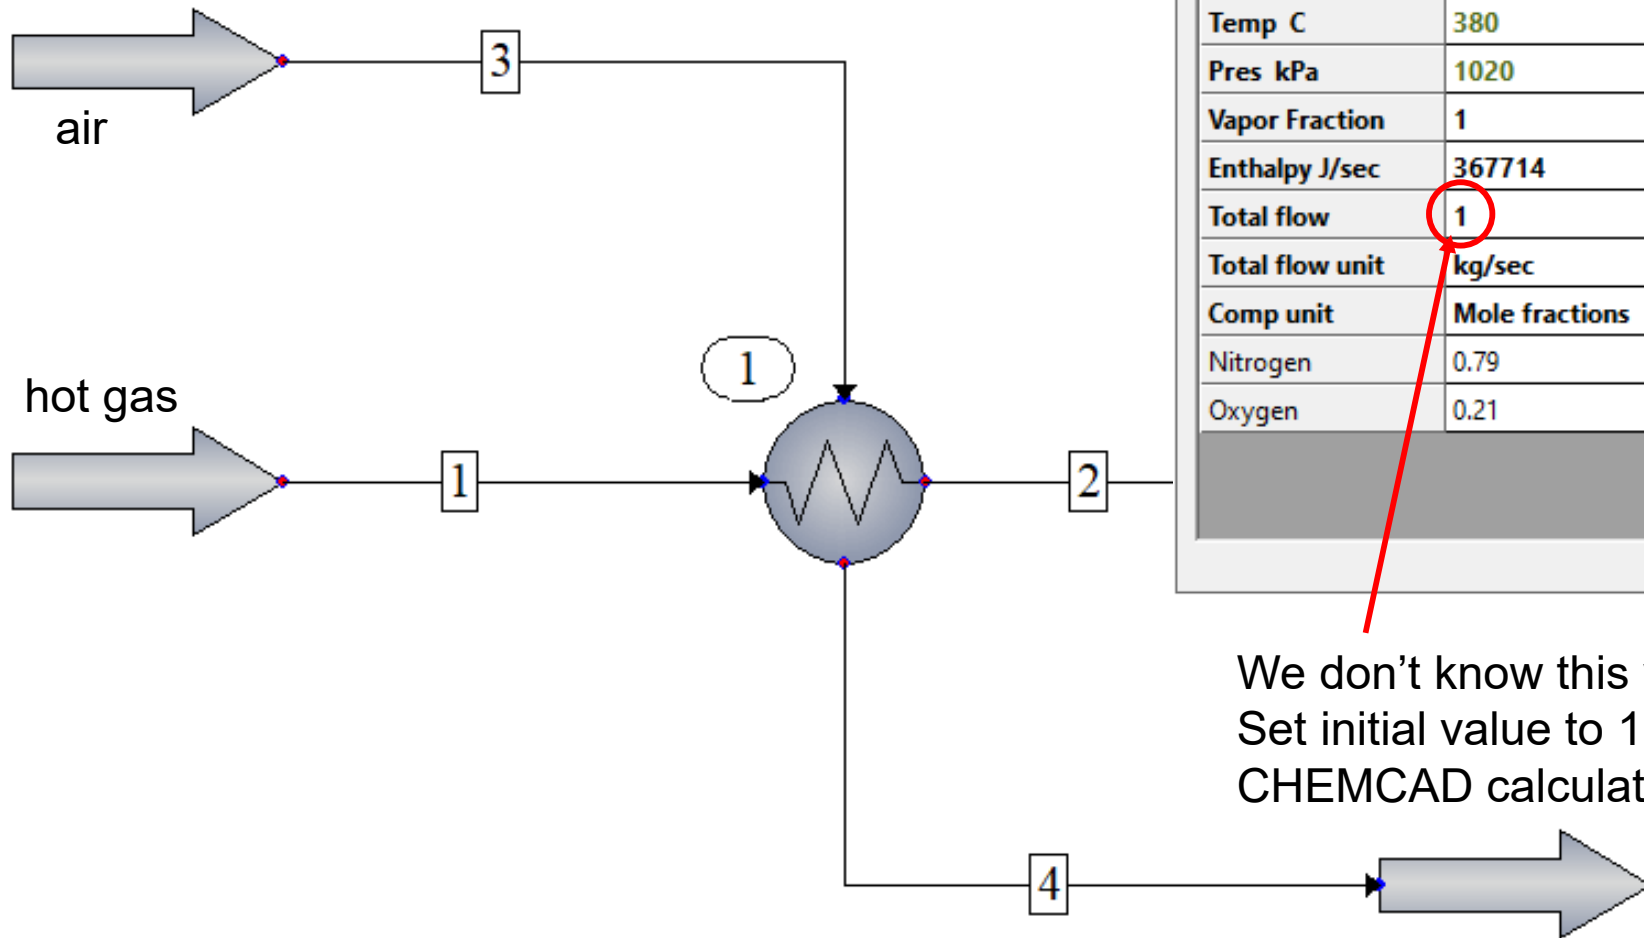 3
air
1
hot gas
1
2
4
Temp C 380
Pres kPa 1020
Vapor Fraction 1
Enthalpy J/sec 367714
Total flow 1
Total flow unit kg/sec
Comp unit Mole fractions
Nitrogen 0.79
Oxygen 0.21
We don’t know this
Set initial value to 1
CHEMCAD calculat